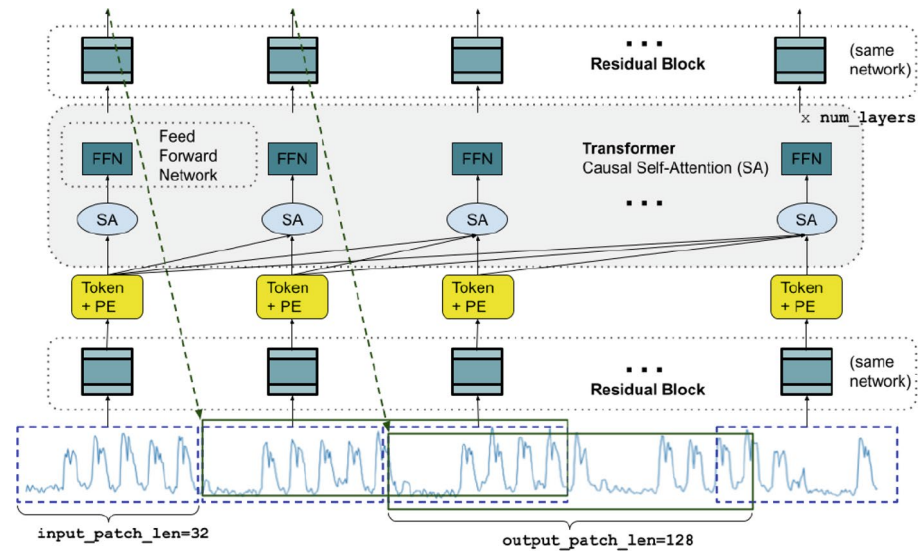 Residual Block
(same
network)
x num_layers
Feed
Forward
Network
FFN
FFN
FFN
FFN
Transformer
Causal Self-Attention (SA)
SA
SA
SA
SA
Token
+ PE
Token
+ PE
Token
+ PE
Token
+ PE
Residual Block
(same
network)
input_patch_len=32
output_patch_len=128